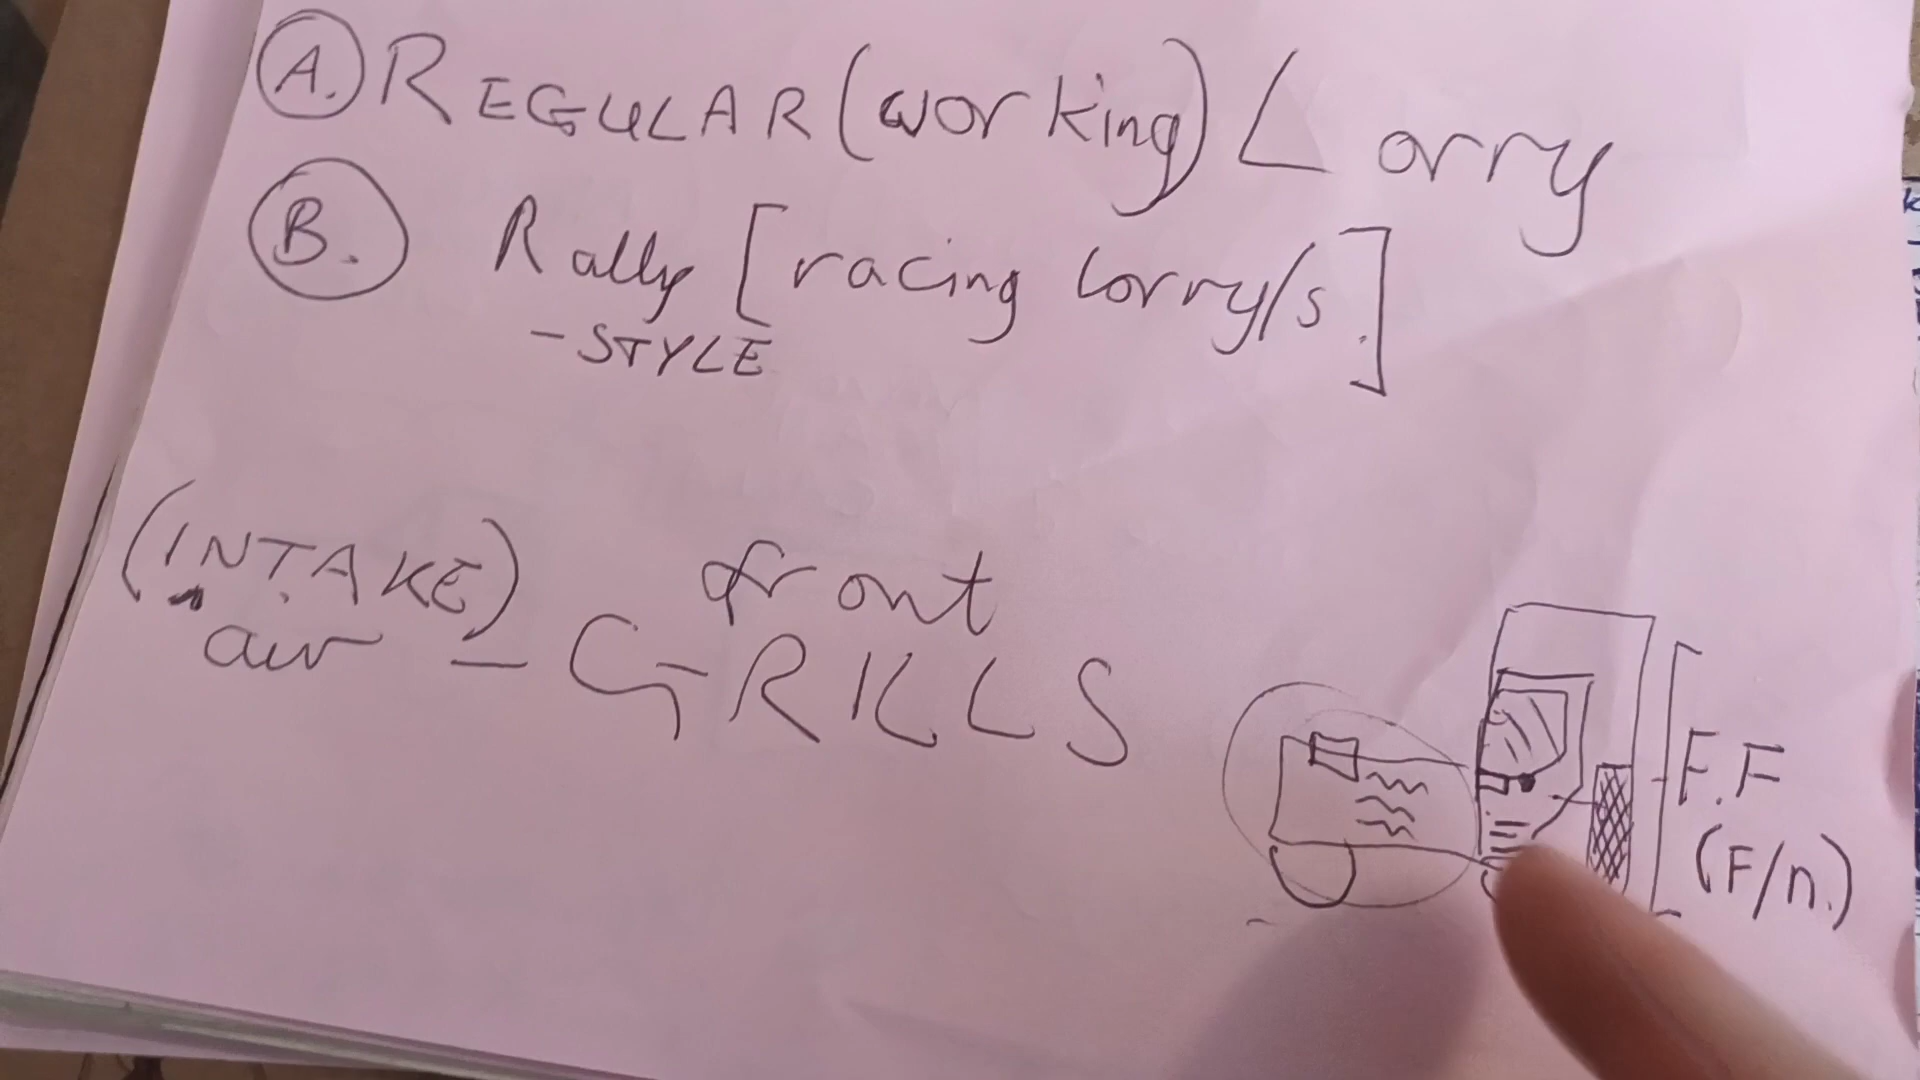 A. REGULAR (working) Lorry
B. Rally [racing lorry/s.]
- STYLE
(INTAKE) front
air - GRILLS
F.F
(F/n.)